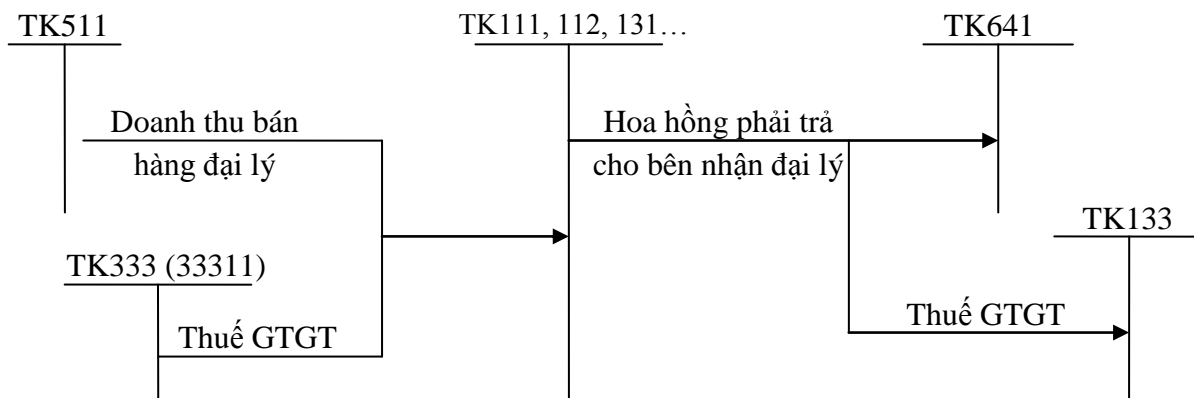 TK511
TK111, 112, 131…
TK641
Doanh thu bán
hàng đại lý
Hoa hồng phải trả
cho bên nhận đại lý
TK133
TK333 (33311)
Thuế GTGT
Thuế GTGT